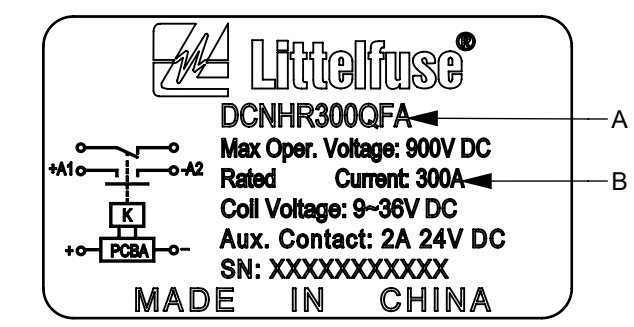 Littelfuse®
DCNHR300QFA
A
Max Oper. Voltage: 900V DC
+A1
-A2
Rated Current: 300A
B
K
Coil Voltage: 9~36V DC
+ PCBA -
Aux. Contact: 2A 24V DC
SN: XXXXXXXXXXX
MADE IN CHINA